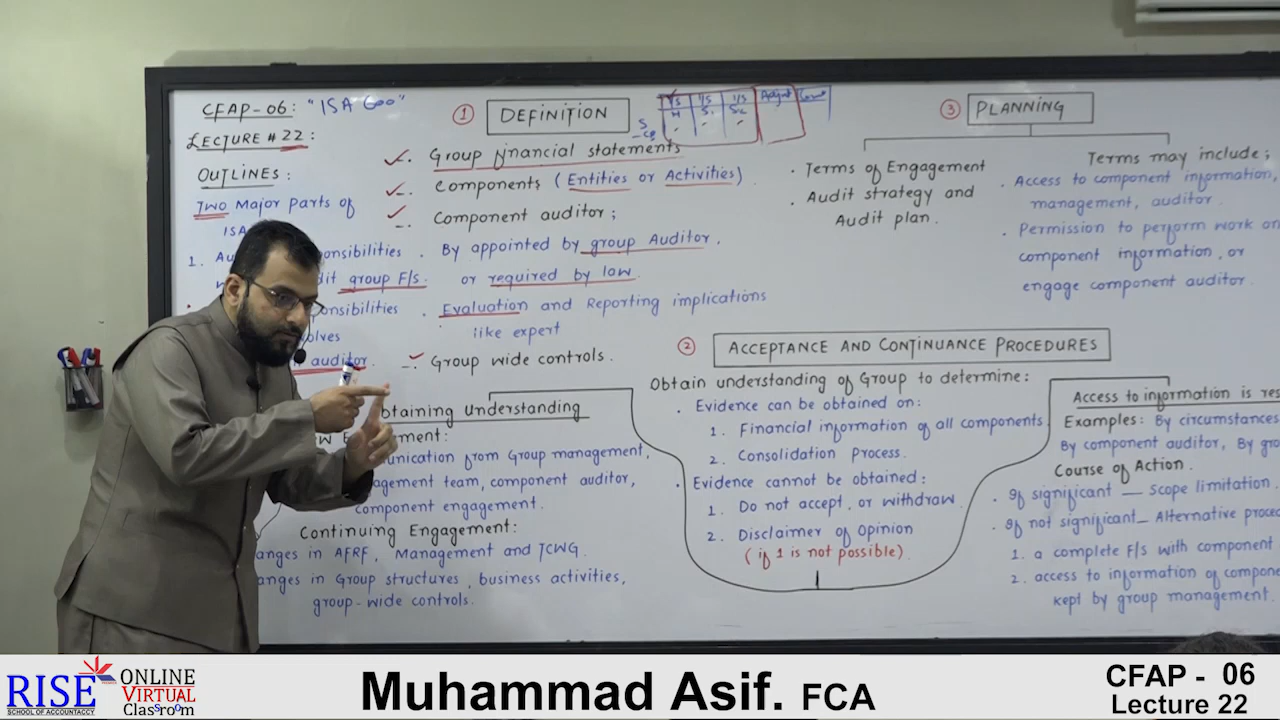 CFAP-06: "ISA 600"
LECTURE # 22:
OUTLINES:
Two Major parts of
ISA
1. Au ponsibilities
dit group F/s.
ponsibilities
olves
auditor.
① DEFINITION
Group financial statements
Components (Entities or Activities)
Component auditor;
By appointed by group Auditor,
or required by law.
Evaluation and Reporting implications
like expert
Group wide controls.
btaining Understanding
ment:
unication from Group management,
agement team, component auditor,
component engagement.
Continuing Engagement:
anges in AFRF, Management and TCWG.
anges in Group structures, business activities,
group-wide controls.
② ACCEPTANCE AND CONTINUANCE PROCEDURES
Obtain understanding of Group to determine:
. Evidence can be obtained on:
1. Financial information of all components
2. Consolidation Process.
. Evidence cannot be obtained:
1. Do not accept, or withdraw
2. Disclaimer of Opinion
(if 1 is not possible).
③ PLANNING
. Terms of Engagement
. Audit strategy and
Audit plan.
Terms may include;
. Access to component information,
management, auditor.
. Permission to perform work on
component information, or
engage component auditor.
Access to information is res
Examples: By circumstances
By component auditor, By gr
Course of Action.
. If significant — Scope limitation.
. If not significant — Alternative proced
1. a complete F/s with component
2. access to information of compone
kept by group management.
RISE
SCHOOL OF ACCOUNTANCY
ONLINE
VIRTUAL
Classroom
Muhammad Asif. FCA
CFAP - 06
Lecture 22